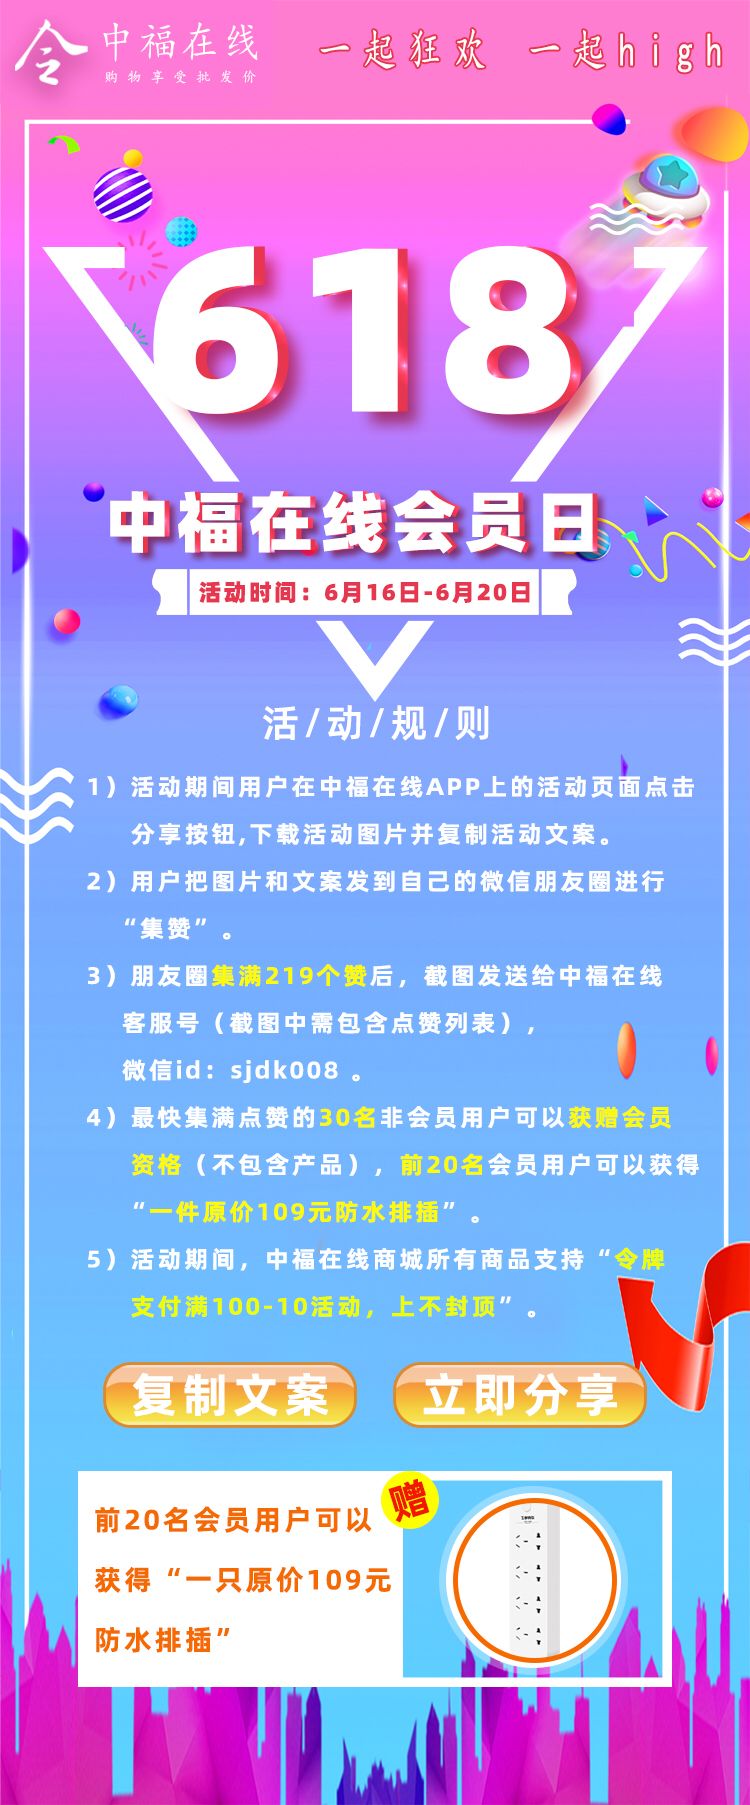 令
中福在线
购物享受批发价
一起狂欢 一起high
618
中福在线会员日
活动时间：6月16日-6月20日
活/动/规/则
1）活动期间用户在中福在线APP上的活动页面点击
分享按钮,下载活动图片并复制活动文案。
2）用户把图片和文案发到自己的微信朋友圈进行
“集赞”。
3）朋友圈集满219个赞后，截图发送给中福在线
客服号（截图中需包含点赞列表），
微信id：sjdk008 。
4）最快集满点赞的30名非会员用户可以获赠会员
资格（不包含产品），前20名会员用户可以获得
“一件原价109元防水排插”。
5）活动期间，中福在线商城所有商品支持“令牌
支付满100-10活动，上不封顶”。
复制文案 立即分享
赠
前20名会员用户可以
获得“一只原价109元
防水排插”